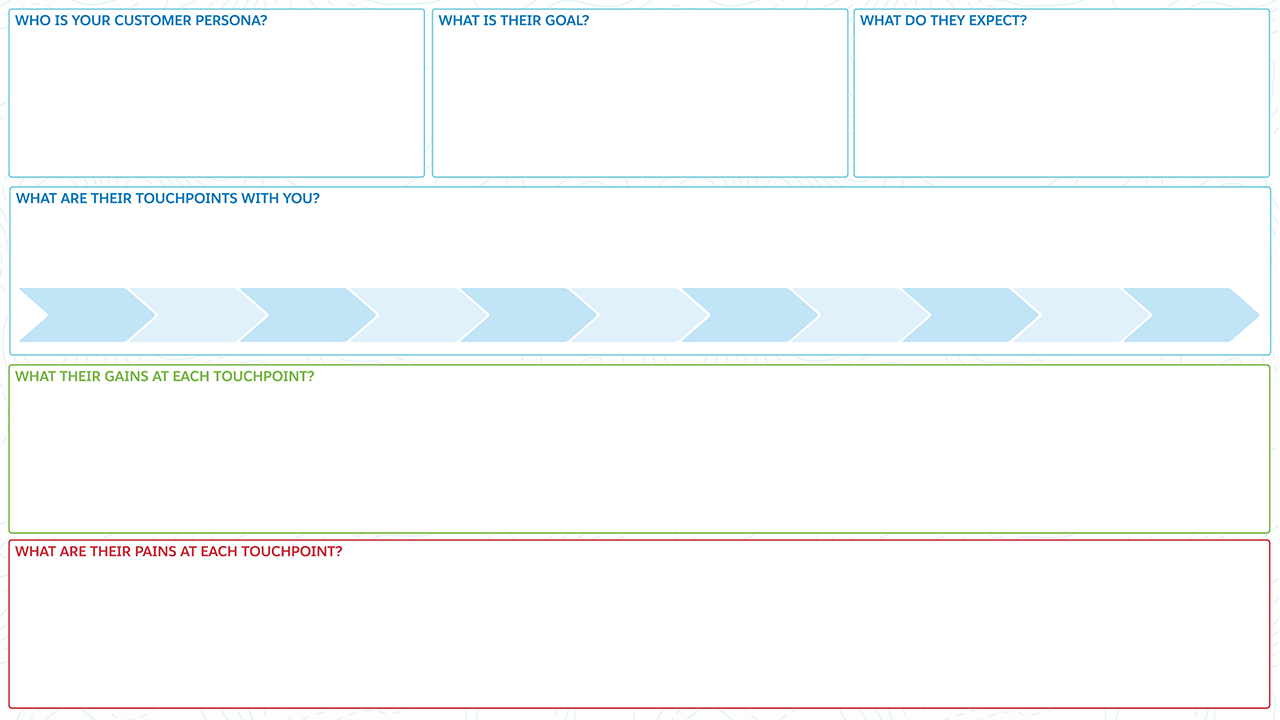 WHO IS YOUR CUSTOMER PERSONA?
WHAT IS THEIR GOAL?
WHAT DO THEY EXPECT?
WHAT ARE THEIR TOUCHPOINTS WITH YOU?
WHAT THEIR GAINS AT EACH TOUCHPOINT?
WHAT ARE THEIR PAINS AT EACH TOUCHPOINT?